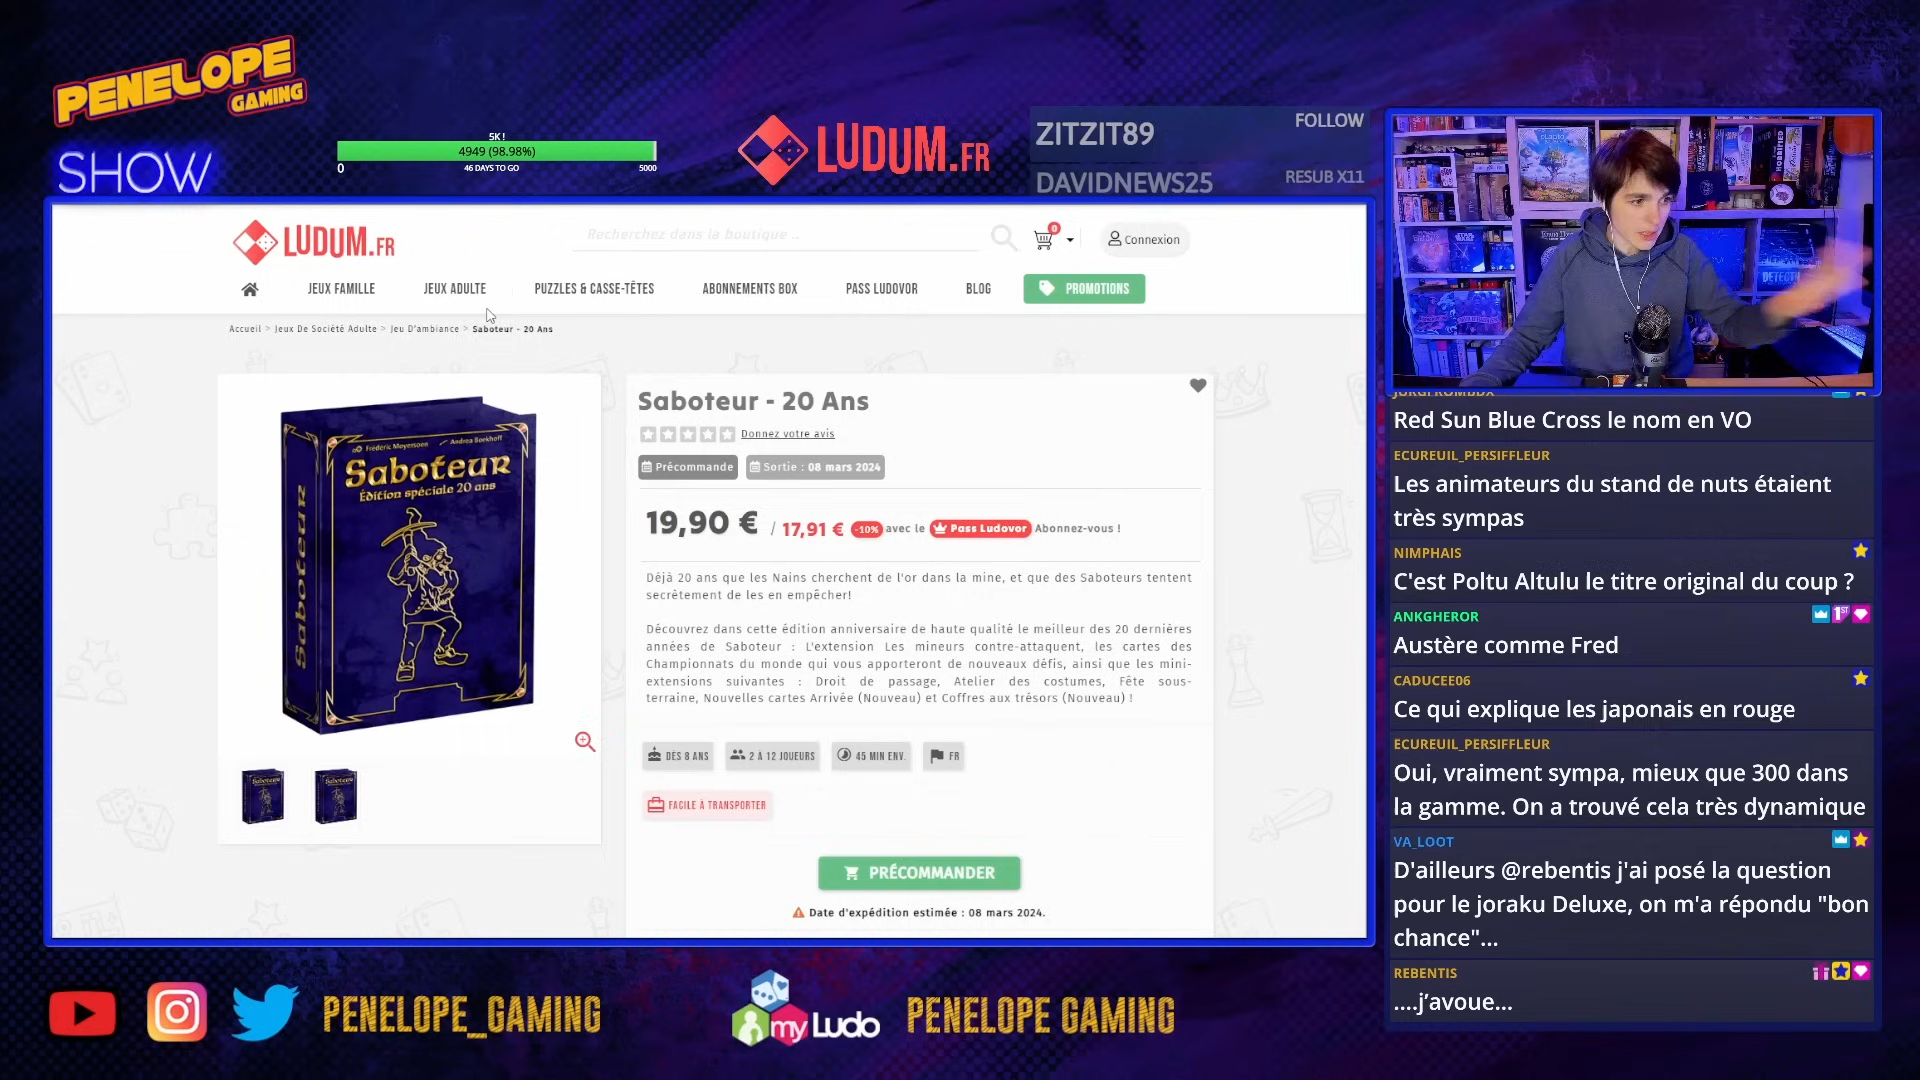 PENELOPE
GAMING
SHOW
5K !
4949 (98.98%)
0
46 DAYS TO GO
5000
LUDUM.FR
ZITZIT89
FOLLOW
DAVIDNEWS25
RESUB X11
LUDUM.FR
Recherchez dans la boutique ..
0
Connexion
JEUX FAMILLE
JEUX ADULTE
PUZZLES & CASSE-TÊTES
ABONNEMENTS BOX
PASS LUDOVOR
BLOG
PROMOTIONS
Accueil > Jeux De Société Adulte > Jeu D'ambiance > Saboteur - 20 Ans
Frédéric Moyersoen
Andrea Boekhoff
Saboteur
Édition spéciale 20 ans
Saboteur
Saboteur - 20 Ans
Donnez votre avis
Précommande
Sortie : 08 mars 2024
19,90 € / 17,91 € -10% avec le Pass Ludovor Abonnez-vous !
Déjà 20 ans que les Nains cherchent de l'or dans la mine, et que des Saboteurs tentent
secrètement de les en empêcher!
Découvrez dans cette édition anniversaire de haute qualité le meilleur des 20 dernières
années de Saboteur : L'extension Les mineurs contre-attaquent, les cartes des
Championnats du monde qui vous apporteront de nouveaux défis, ainsi que les mini-
extensions suivantes : Droit de passage, Atelier des costumes, Fête sous-
terraine, Nouvelles cartes Arrivée (Nouveau) et Coffres aux trésors (Nouveau) !
DÈS 8 ANS
2 À 12 JOUEURS
45 MIN ENV.
FR
FACILE À TRANSPORTER
PRÉCOMMANDER
Date d'expédition estimée : 08 mars 2024.
Red Sun Blue Cross le nom en VO
ECUREUIL_PERSIFFLEUR
Les animateurs du stand de nuts étaient
très sympas
NIMPHAIS
C'est Poltu Altulu le titre original du coup ?
ANKGHEROR
1ST
Austère comme Fred
CADUCEE06
Ce qui explique les japonais en rouge
ECUREUIL_PERSIFFLEUR
Oui, vraiment sympa, mieux que 300 dans
la gamme. On a trouvé cela très dynamique
VA_LOOT
D'ailleurs @rebentis j'ai posé la question
pour le joraku Deluxe, on m'a répondu "bon
chance"...
REBENTIS
....j'avoue...
PENELOPE_GAMING
my Ludo
PENELOPE GAMING